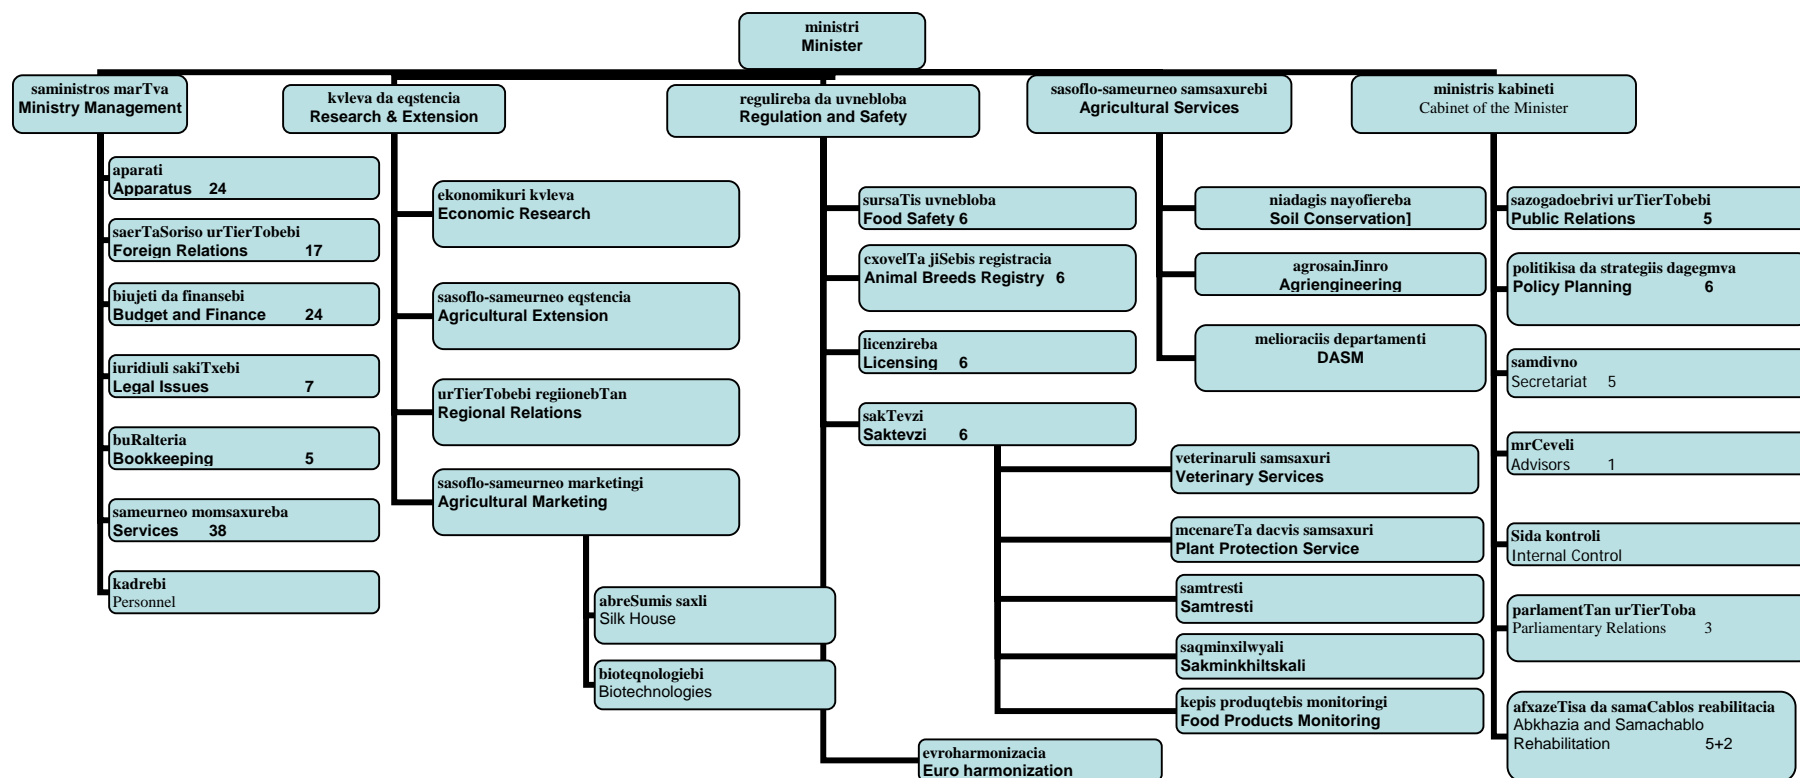 ministri
Minister
saministros marTva
Ministry Management
kvleva da eqstencia
Research & Extension
regulireba da uvnebloba
Regulation and Safety
sasoflo-sameurneo samsaxurebi
Agricultural Services
ministris kabineti
Cabinet of the Minister
aparati
Apparatus 24
saerTaSoriso urTierTobebi
Foreign Relations 17
biujeti da finansebi
Budget and Finance 24
iuridiuli sakiTxebi
Legal Issues 7
buRalteria
Bookkeeping 5
sameurneo momsaxureba
Services 38
kadrebi
Personnel
ekonomikuri kvleva
Economic Research
sasoflo-sameurneo eqstencia
Agricultural Extension
urTierTobebi regiionebTan
Regional Relations
sasoflo-sameurneo marketingi
Agricultural Marketing
abreSumis saxli
Silk House
bioteqnologiebi
Biotechnologies
sursaTis uvnebloba
Food Safety 6
cxovelTa jiSebis registracia
Animal Breeds Registry 6
licenzireba
Licensing 6
sakTevzi
Saktevzi 6
veterinaruli samsaxuri
Veterinary Services
mcenareTa dacvis samsaxuri
Plant Protection Service
samtresti
Samtresti
saqminxilwyali
Sakminkhiltskali
kepis produqtebis monitoringi
Food Products Monitoring
evroharmonizacia
Euro harmonization
niadagis nayofiereba
Soil Conservation]
agrosainJinro
Agriengineering
melioraciis departamenti
DASM
sazogadoebrivi urTierTobebi
Public Relations 5
politikisa da strategiis dagegmva
Policy Planning 6
samdivno
Secretariat 5
mrCeveli
Advisors 1
Sida kontroli
Internal Control
parlamentTan urTierToba
Parliamentary Relations 3
afxazeTisa da samaCablos reabilitacia
Abkhazia and Samachablo
Rehabilitation 5+2